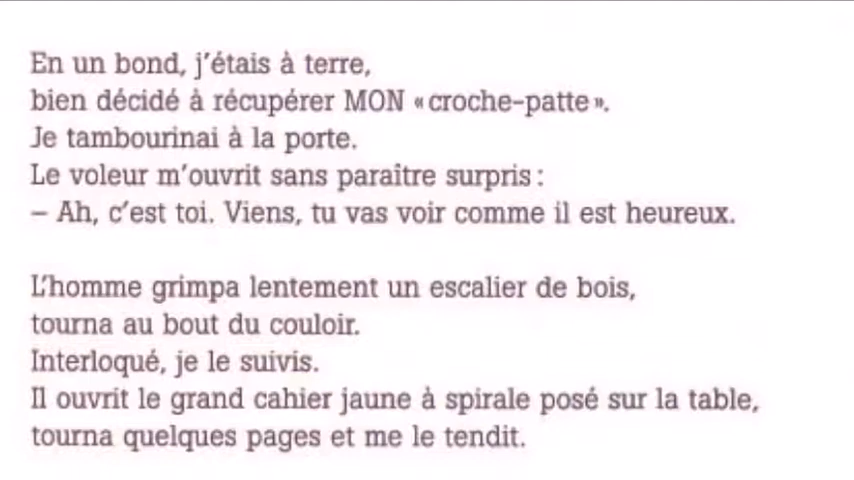 En un bond, j'étais à terre,
bien décidé à récupérer MON «croche-patte».
Je tambourinai à la porte.
Le voleur m'ouvrit sans paraître surpris :
– Ah, c'est toi. Viens, tu vas voir comme il est heureux.
L'homme grimpa lentement un escalier de bois,
tourna au bout du couloir.
Interloqué, je le suivis.
Il ouvrit le grand cahier jaune à spirale posé sur la table,
tourna quelques pages et me le tendit.